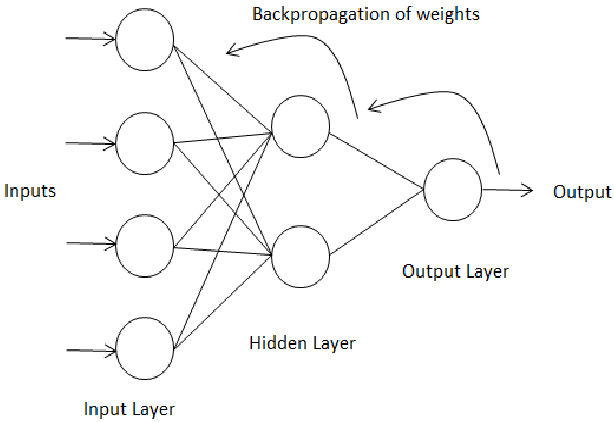 Backpropagation of weights
Inputs
Output
Output Layer
Hidden Layer
Input Layer